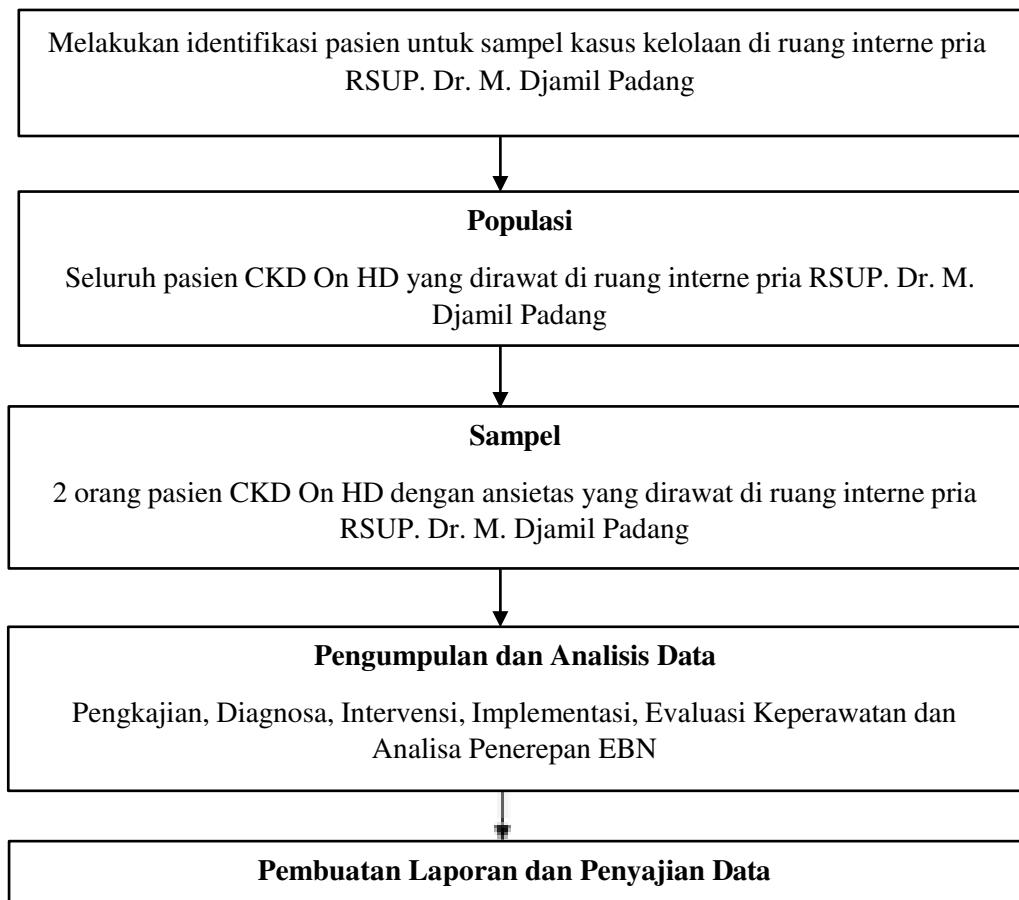 Melakukan identifikasi pasien untuk sampel kasus kelolaan di ruang interne pria
RSUP. Dr. M. Djamil Padang
Populasi
Seluruh pasien CKD On HD yang dirawat di ruang interne pria RSUP. Dr. M.
Djamil Padang
Sampel
2 orang pasien CKD On HD dengan ansietas yang dirawat di ruang interne pria
RSUP. Dr. M. Djamil Padang
Pengumpulan dan Analisis Data
Pengkajian, Diagnosa, Intervensi, Implementasi, Evaluasi Keperawatan dan
Analisa Penerepan EBN
Pembuatan Laporan dan Penyajian Data